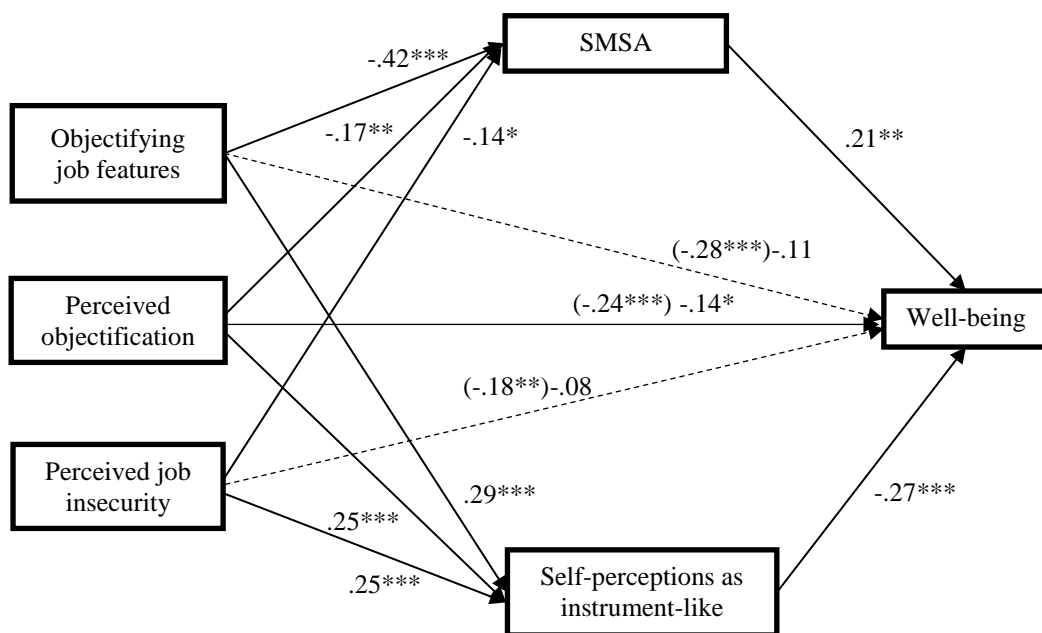 SMSA
-.42***
Objectifying
job features
-.17**
-.14*
.21**
(-.28***)-.11
Perceived
objectification
(-.24***) -.14*
Well-being
(-.18**)-.08
Perceived job
insecurity
.29***
-.27***
.25***
.25***
Self-perceptions as
instrument-like